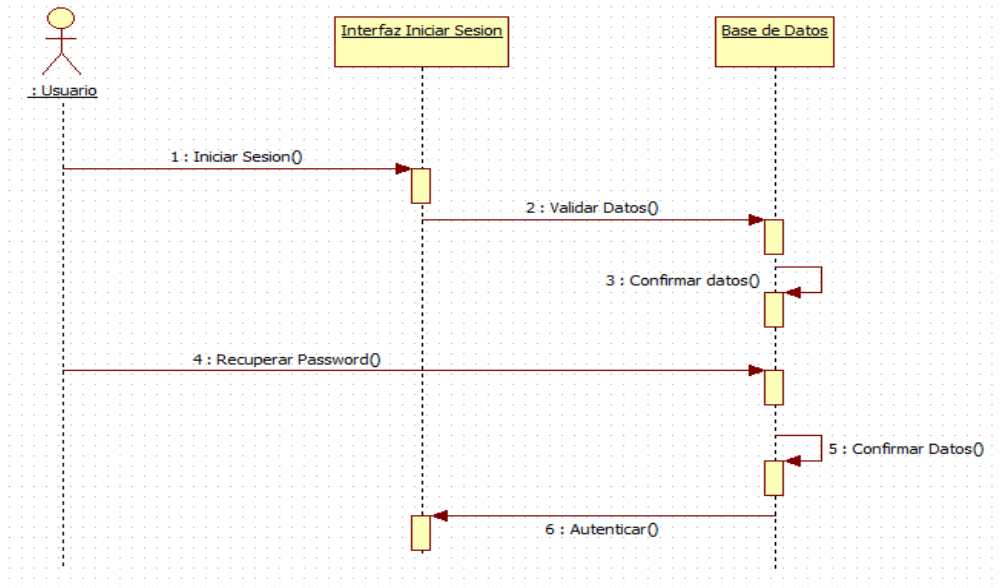 Interfaz Iniciar Sesion
Base de Datos
: Usuario
1 : Iniciar Sesion()
2 : Validar Datos()
3 : Confirmar datos()
4 : Recuperar Password()
5 : Confirmar Datos()
6 : Autenticar()